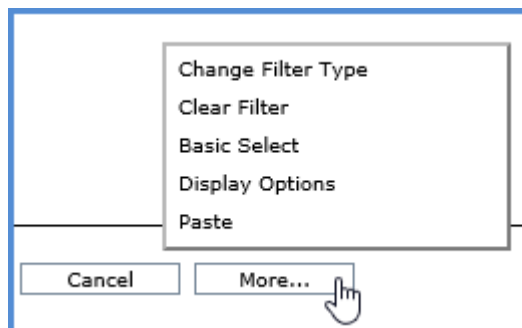 Change Filter Type
Clear Filter
Basic Select
Display Options
Paste
Cancel More...